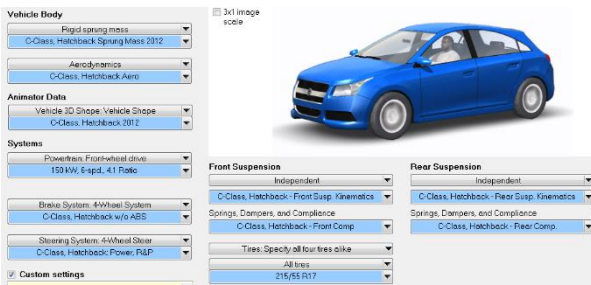 Vehicle Body
Rigid sprung mass
C-Class, Hatchback Sprung Mass 2012
Aerodynamics
C-Class, Hatchback Aero
Animator Data
Vehicle 3D Shape: Vehicle Shape
C-Class, Hatchback 2012
Systems
Powertrain: Front-wheel drive
150 kW, 6-spd., 4.1 Ratio
Brake System: 4-Wheel System
C-Class, Hatchback w/o ABS
Steering System: 4-Wheel Steer
C-Class, Hatchback: Power, R&P
Custom settings
3x1 image
scale
Front Suspension
Independent
C-Class, Hatchback - Front Susp. Kinematics
Springs, Dampers, and Compliance
C-Class, Hatchback - Front Comp
Tires: Specify all four tires alike
All tires
215/55 R17
Rear Suspension
Independent
C-Class, Hatchback - Rear Susp. Kinematics
Springs, Dampers, and Compliance
C-Class, Hatchback - Rear Comp.